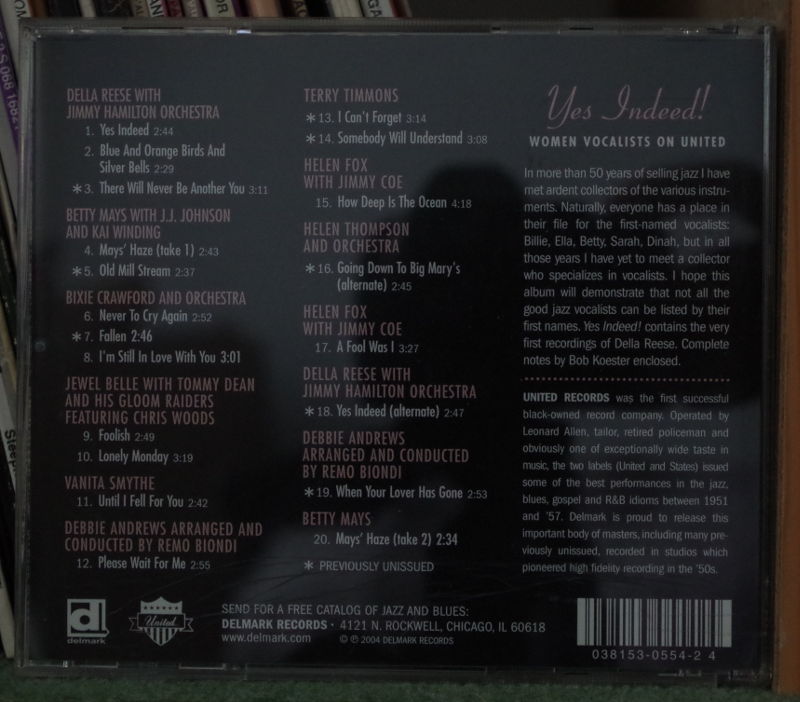 DELLA REESE WITH
JIMMY HAMILTON ORCHESTRA
1. Yes Indeed 2:44
2. Blue And Orange Birds And
Silver Bells 2:29
*3. There Will Never Be Another You 3:11
BETTY MAYS WITH J.J. JOHNSON
AND KAI WINDING
4. Mays' Haze (take 1) 2:43
*5. Old Mill Stream 2:37
BIXIE CRAWFORD AND ORCHESTRA
6. Never To Cry Again 2:52
*7. Fallen 2:46
8. I'm Still In Love With You 3:01
JEWEL BELLE WITH TOMMY DEAN
AND HIS GLOOM RAIDERS
FEATURING CHRIS WOODS
9. Foolish 2:49
10. Lonely Monday 3:19
VANITA SMYTHE
11. Until I Fell For You 2:42
DEBBIE ANDREWS ARRANGED AND
CONDUCTED BY REMO BIONDI
12. Please Wait For Me 2:55
TERRY TIMMONS
*13. I Can't Forget 3:14
*14. Somebody Will Understand 3:08
HELEN FOX
WITH JIMMY COE
15. How Deep Is The Ocean 4:18
HELEN THOMPSON
AND ORCHESTRA
*16. Going Down To Big Mary's
(alternate) 2:45
HELEN FOX
WITH JIMMY COE
17. A Fool Was I 3:27
DELLA REESE WITH
JIMMY HAMILTON ORCHESTRA
*18. Yes Indeed (alternate) 2:47
DEBBIE ANDREWS
ARRANGED AND CONDUCTED
BY REMO BIONDI
*19. When Your Lover Has Gone 2:53
BETTY MAYS
20. Mays' Haze (take 2) 2:34
* PREVIOUSLY UNISSUED
Yes Indeed!
WOMEN VOCALISTS ON UNITED
In more than 50 years of selling jazz I have
met ardent collectors of the various instru-
ments. Naturally, everyone has a place in
their file for the first-named vocalists:
Billie, Ella, Betty, Sarah, Dinah, but in all
those years I have yet to meet a collector
who specializes in vocalists. I hope this
album will demonstrate that not all the
good jazz vocalists can be listed by their
first names. Yes Indeed! contains the very
first recordings of Della Reese. Complete
notes by Bob Koester enclosed.
UNITED RECORDS was the first successful
black-owned record company. Operated by
Leonard Allen, tailor, retired policeman and
obviously one of exceptionally wide taste in
music, the two labels (United and States) issued
some of the best performances in the jazz,
blues, gospel and R&B idioms between 1951
and '57. Delmark is proud to release this
important body of masters, including many pre-
viously unissued, recorded in studios which
pioneered high fidelity recording in the '50s.
d
delmark
United
SEND FOR A FREE CATALOG OF JAZZ AND BLUES:
DELMARK RECORDS · 4121 N. ROCKWELL, CHICAGO, IL 60618
www.delmark.com © ℗ 2004 DELMARK RECORDS
038153-0554-2 4